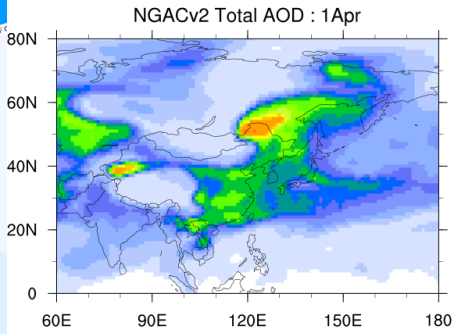 NGACv2 Total AOD : 1Apr
80N
60N
40N
20N
0
60E 90E 120E 150E 180